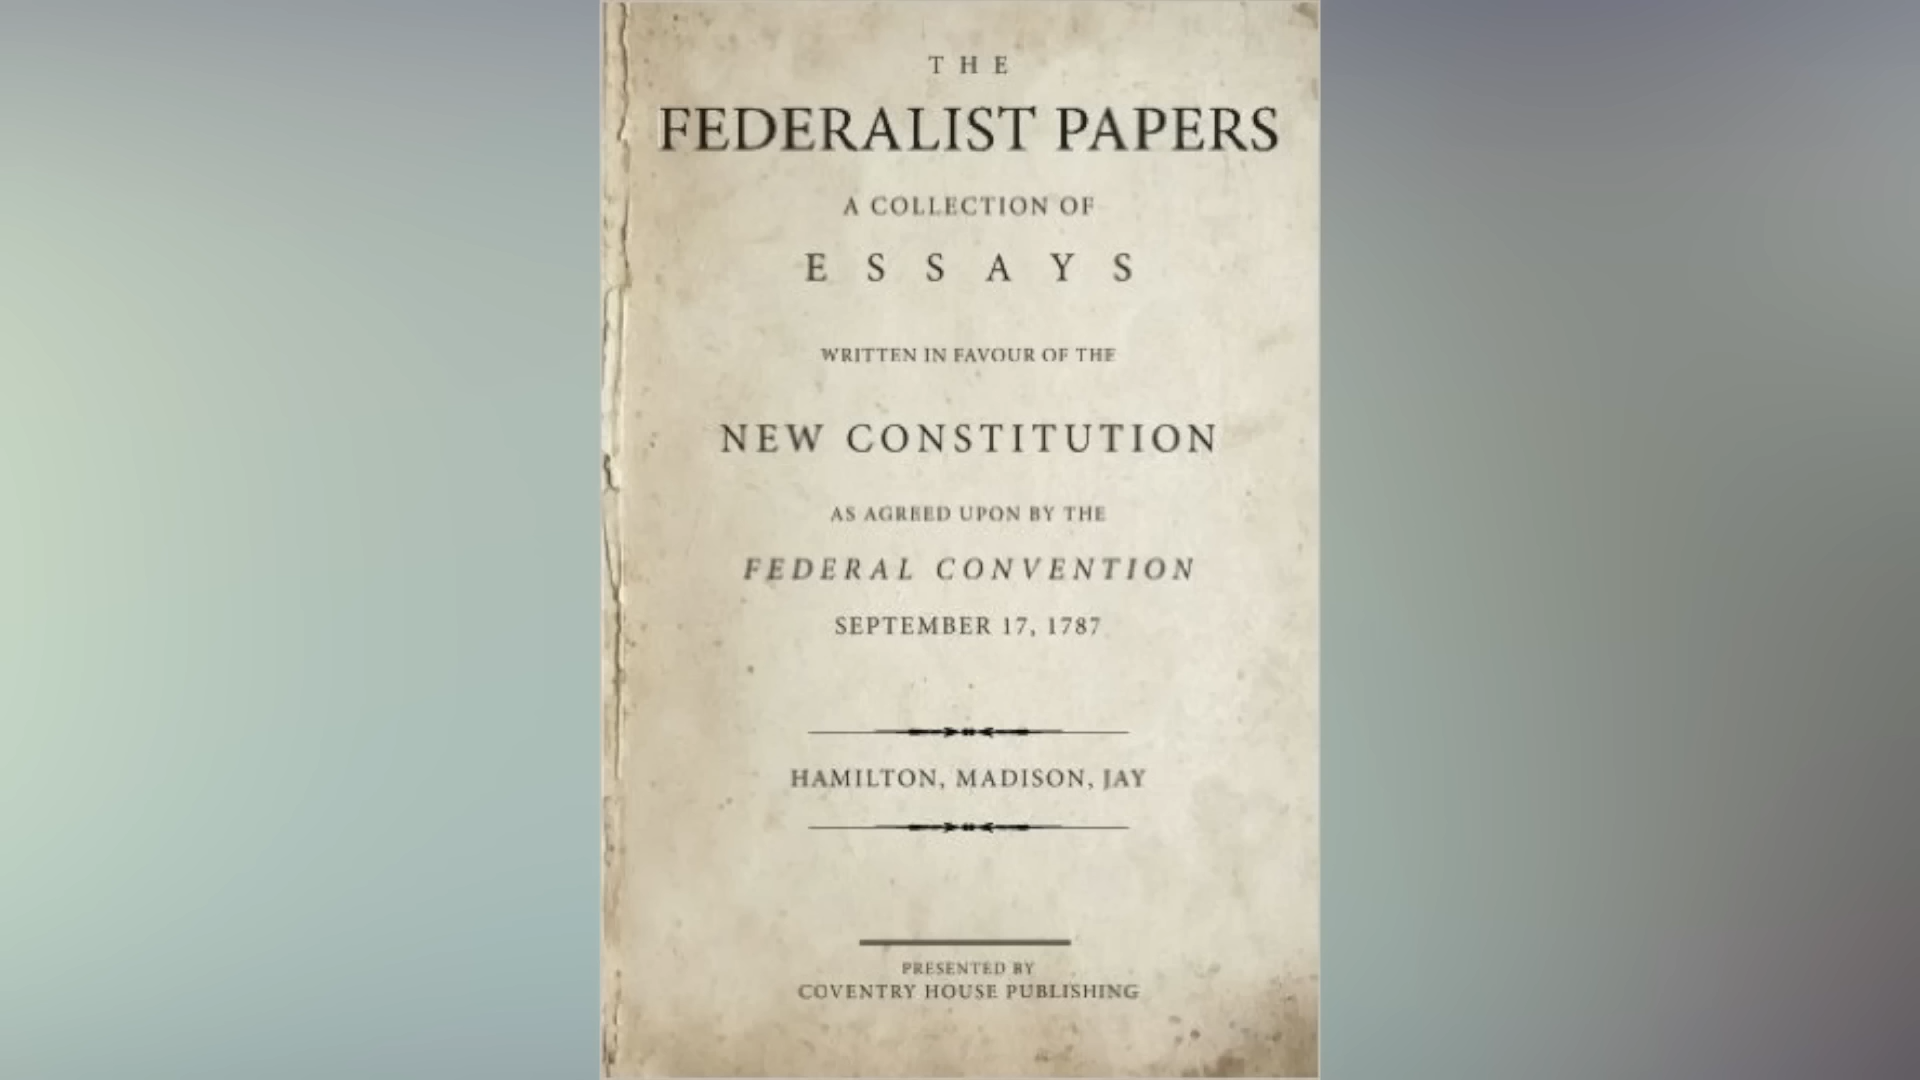 THE
FEDERALIST PAPERS
A COLLECTION OF
ESSAYS
WRITTEN IN FAVOUR OF THE
NEW CONSTITUTION
AS AGREED UPON BY THE
FEDERAL CONVENTION
SEPTEMBER 17, 1787
HAMILTON, MADISON, JAY
PRESENTED BY
COVENTRY HOUSE PUBLISHING